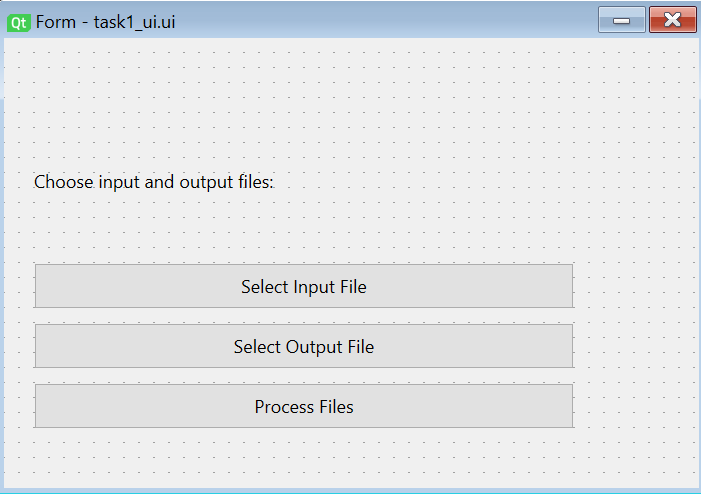 Qt Form - task1_ui.ui
Choose input and output files:
Select Input File
Select Output File
Process Files